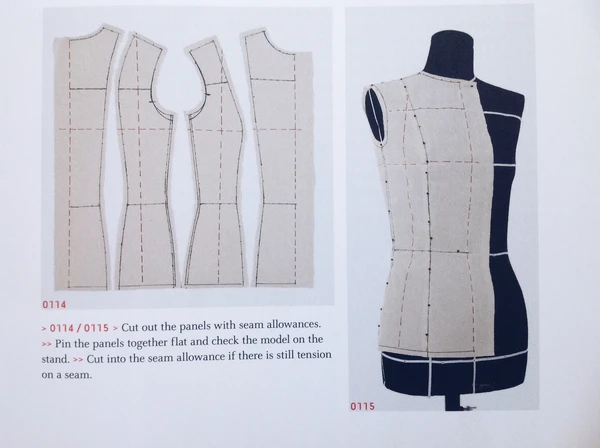 0114
> 0114 / 0115 > Cut out the panels with seam allowances.
>> Pin the panels together flat and check the model on the
stand. >> Cut into the seam allowance if there is still tension
on a seam.
0115